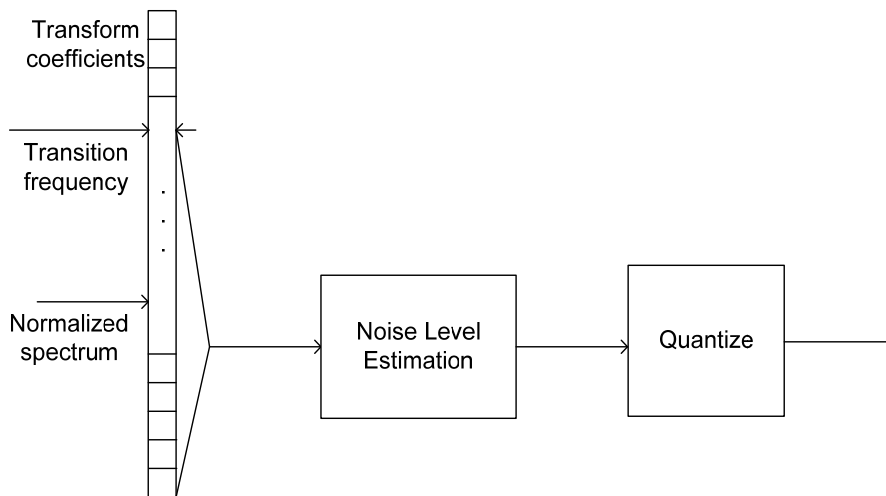 Transform
coefficients
Transition
frequency
Normalized
spectrum
Noise Level
Estimation
Quantize